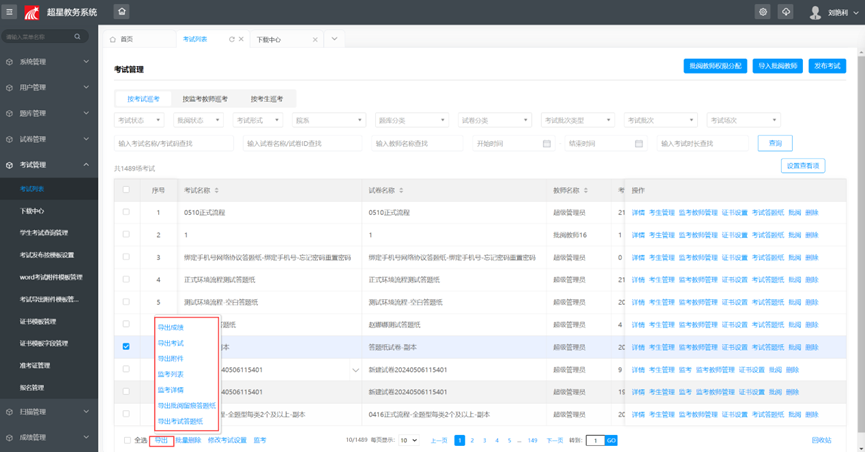 超星教务系统
刘艳利
请输入菜单名称
系统管理
用户管理
题库管理
试卷管理
考试管理
考试列表
下载中心
学生考试查询管理
考试发布按模板设置
word考试附件模板管理
考试导出附件模板管...
证书模板管理
证书模板字段管理
准考证管理
报名管理
扫描管理
成绩管理
首页
考试列表
下载中心
考试管理
批阅教师权限分配
导入批阅教师
发布考试
按考试巡考
按监考教师巡考
按考生巡考
考试状态
批阅状态
考试形式
院系
题库分类
试卷分类
考试批次类型
考试批次
考试场次
输入考试名称/考试码查找
输入试卷名称/试卷ID查找
输入教师名称查找
开始时间
结束时间
输入考试时长查找
查询
共1489场考试
设置查看项
序号 考试名称 试卷名称 教师名称 考 操作
1 0510正式流程 0510正式流程 超级管理员 21 详情 考生管理 监考教师管理 证书设置 考试答题纸 批阅 删除
2 1 1 批阅教师16 1 详情 考生管理 监考教师管理 证书设置 考试答题纸 批阅 删除
3 绑定手机号网络协议答题纸-绑定手机号-忘记密码重置密码 绑定手机号网络协议答题纸-绑定手机号-忘记密码重置密码 超级管理员 0 详情 考生管理 监考教师管理 证书设置 考试答题纸 批阅 删除
4 正式环境流程测试答题纸 正式环境流程测试答题纸 超级管理员 21 详情 考生管理 监考教师管理 证书设置 考试答题纸 批阅 删除
5 测试环境流程-空白答题纸 测试环境流程-空白答题纸 超级管理员 20 详情 考生管理 监考教师管理 证书设置 考试答题纸 批阅 删除
题纸 赵娜娜测试答题纸 超级管理员 4 详情 考生管理 监考教师管理 证书设置 考试答题纸 批阅 删除
副本 答题纸试卷-副本 超级管理员 20 详情 考生管理 监考教师管理 证书设置 考试答题纸 批阅 删除
40506115401 新建试卷20240506115401 超级管理员 9 详情 考生管理 监考 监考教师管理 证书设置 批阅 删除
40506115401 新建试卷20240506115401 超级管理员 19 详情 考生管理 监考 监考教师管理 证书设置 批阅 删除
程-全题型每类2个及以上-副本 0416正式流程-全题型每类2个及以上-副本 超级管理员 20 详情 考生管理 监考教师管理 证书设置 考试答题纸 批阅 删除
导出成绩
导出考试
导出附件
监考列表
监考详情
导出批阅留痕答题纸
导出考试答题纸
全选 导出 批量删除 修改考试设置 监考 10/1489 每页显示: 10 上一页 1 2 3 4 5 ... 149 下一页 转到: 1 GO 回收站